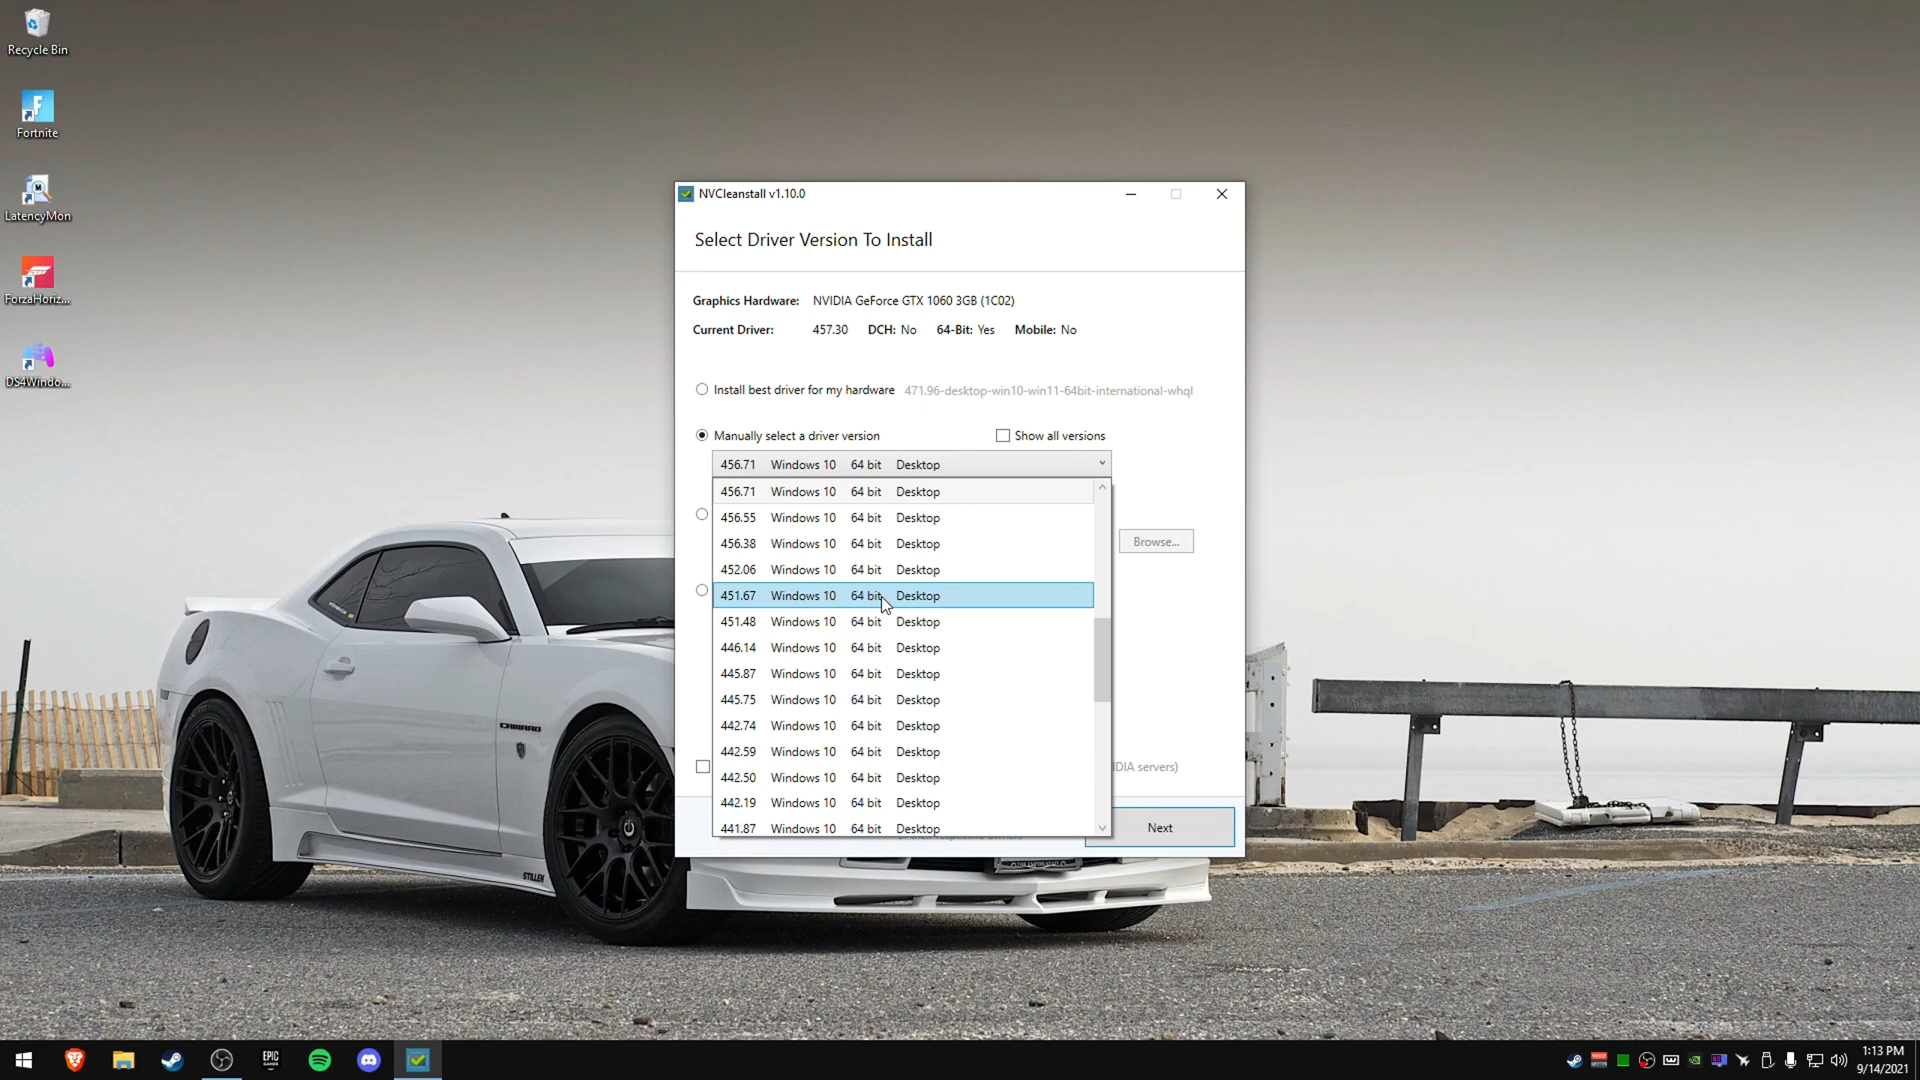 Recycle Bin
Fortnite
LatencyMon
ForzaHoriz...
DS4Windo...
NVCleanstall v1.10.0
Select Driver Version To Install
Graphics Hardware: NVIDIA GeForce GTX 1060 3GB (1C02)
Current Driver: 457.30 DCH: No 64-Bit: Yes Mobile: No
Install best driver for my hardware 471.96-desktop-win10-win11-64bit-international-whql
Manually select a driver version Show all versions
456.71 Windows 10 64 bit Desktop
456.71 Windows 10 64 bit Desktop
456.55 Windows 10 64 bit Desktop
456.38 Windows 10 64 bit Desktop
Browse...
452.06 Windows 10 64 bit Desktop
451.67 Windows 10 64 bit Desktop
451.48 Windows 10 64 bit Desktop
446.14 Windows 10 64 bit Desktop
445.87 Windows 10 64 bit Desktop
445.75 Windows 10 64 bit Desktop
442.74 Windows 10 64 bit Desktop
442.59 Windows 10 64 bit Desktop
IDIA servers)
442.50 Windows 10 64 bit Desktop
442.19 Windows 10 64 bit Desktop
441.87 Windows 10 64 bit Desktop
Next
CAMARO
STILLEN
EPIC
GAMES
1:13 PM
9/14/2021